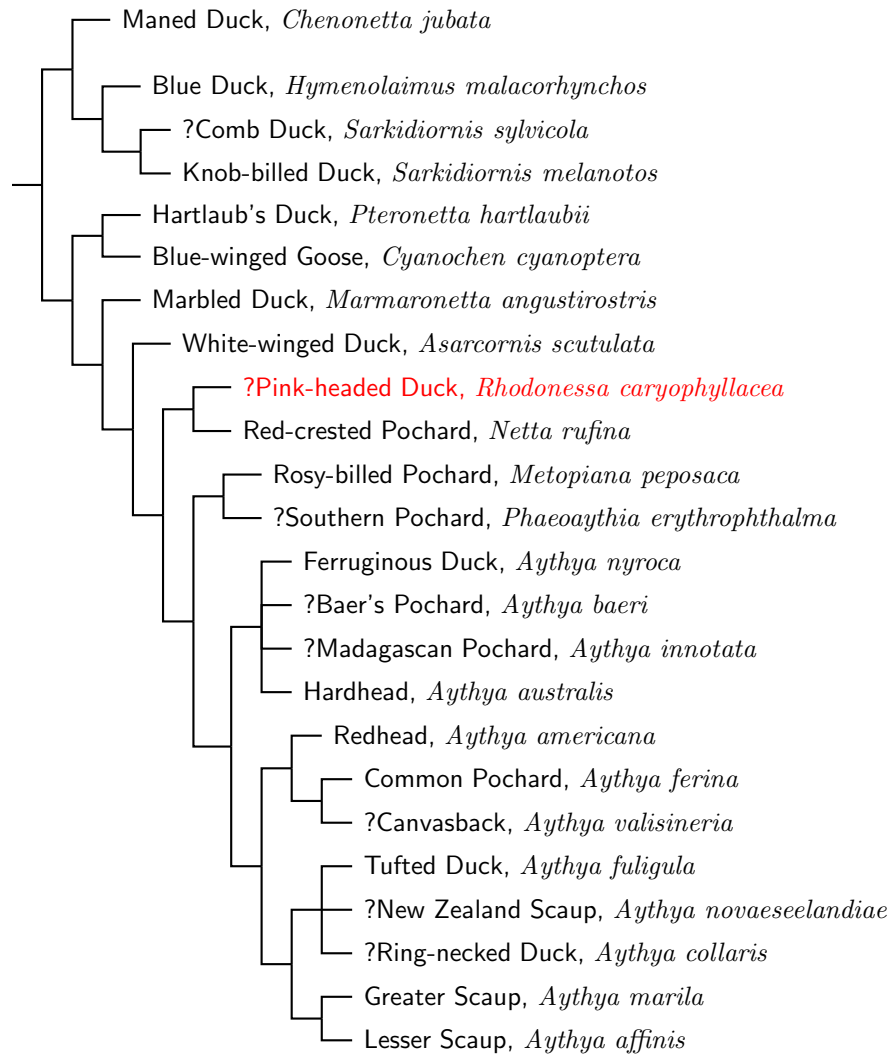 Maned Duck, Chenonetta jubata
Blue Duck, Hymenolaimus malacorhynchos
?Comb Duck, Sarkidiornis sylvicola
Knob-billed Duck, Sarkidiornis melanotos
Hartlaub's Duck, Pteronetta hartlaubii
Blue-winged Goose, Cyanochen cyanoptera
Marbled Duck, Marmaronetta angustirostris
White-winged Duck, Asarcornis scutulata
?Pink-headed Duck, Rhodonessa caryophyllacea
Red-crested Pochard, Netta rufina
Rosy-billed Pochard, Metopiana peposaca
?Southern Pochard, Phaeoaythia erythrophthalma
Ferruginous Duck, Aythya nyroca
?Baer's Pochard, Aythya baeri
?Madagascan Pochard, Aythya innotata
Hardhead, Aythya australis
Redhead, Aythya americana
Common Pochard, Aythya ferina
?Canvasback, Aythya valisineria
Tufted Duck, Aythya fuligula
?New Zealand Scaup, Aythya novaeseelandiae
?Ring-necked Duck, Aythya collaris
Greater Scaup, Aythya marila
Lesser Scaup, Aythya affinis